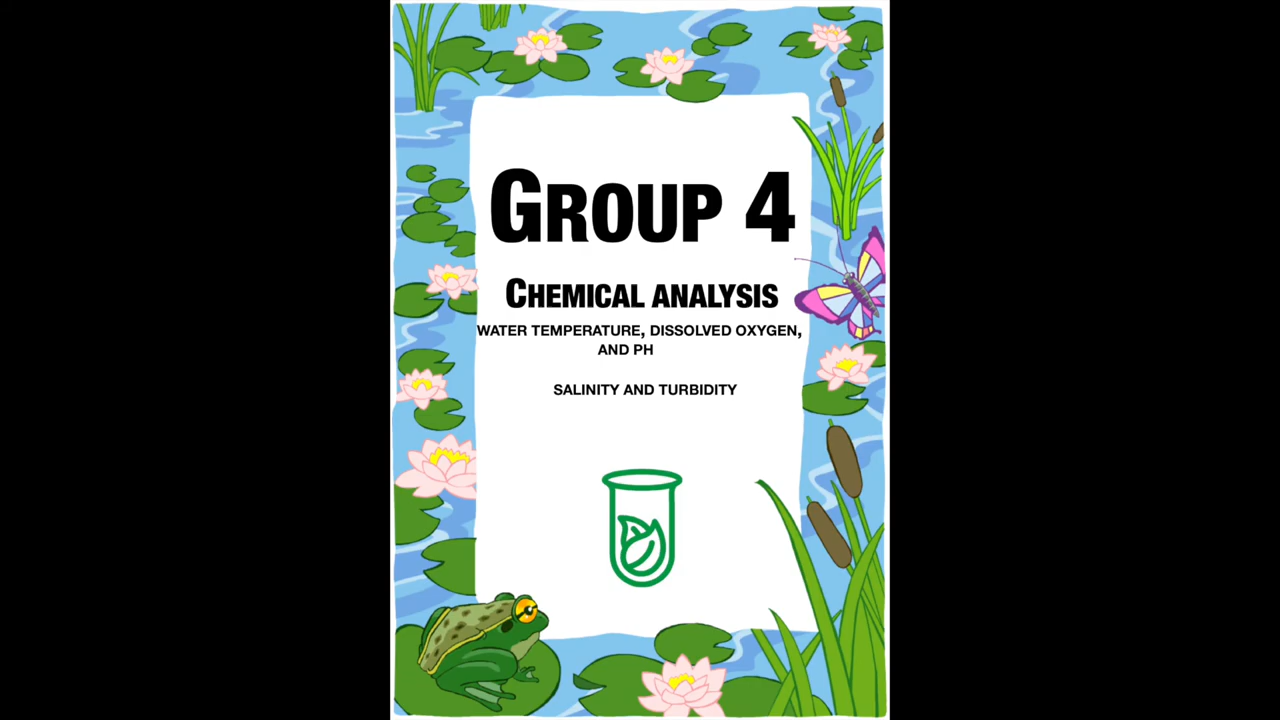 GROUP 4
CHEMICAL ANALYSIS
WATER TEMPERATURE, DISSOLVED OXYGEN,
AND PH
SALINITY AND TURBIDITY